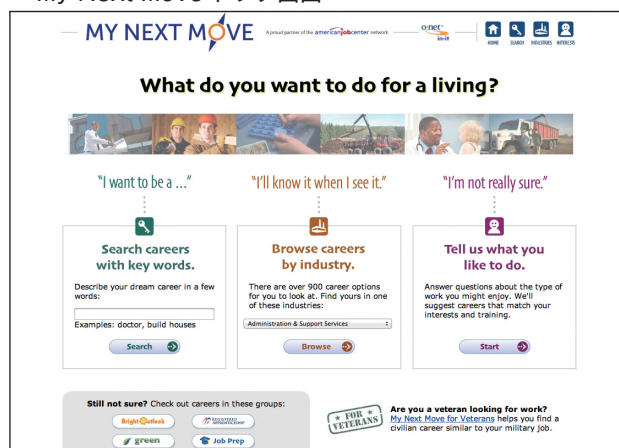 My Next Move トップ画面
MY NEXT MOVE
A proud partner of the americanjobcenter network
o·net
in-it!
HOME SEARCH INDUSTRIES INTERESTS
What do you want to do for a living?
"I want to be a ..."
Search careers
with key words.
Describe your dream career in a few
words:
Examples: doctor, build houses
Search
"I'll know it when I see it."
Browse careers
by industry.
There are over 900 career options
for you to look at. Find yours in one
of these industries:
Administration & Support Services
Browse
"I'm not really sure."
Tell us what you
like to do.
Answer questions about the type of
work you might enjoy. We'll
suggest careers that match your
interests and training.
Start
Still not sure? Check out careers in these groups:
Bright Outlook
REGISTERED
APPRENTICESHIP
green
Job Prep
★ FOR ★
VETERANS
Are you a veteran looking for work?
My Next Move for Veterans helps you find a
civilian career similar to your military job.